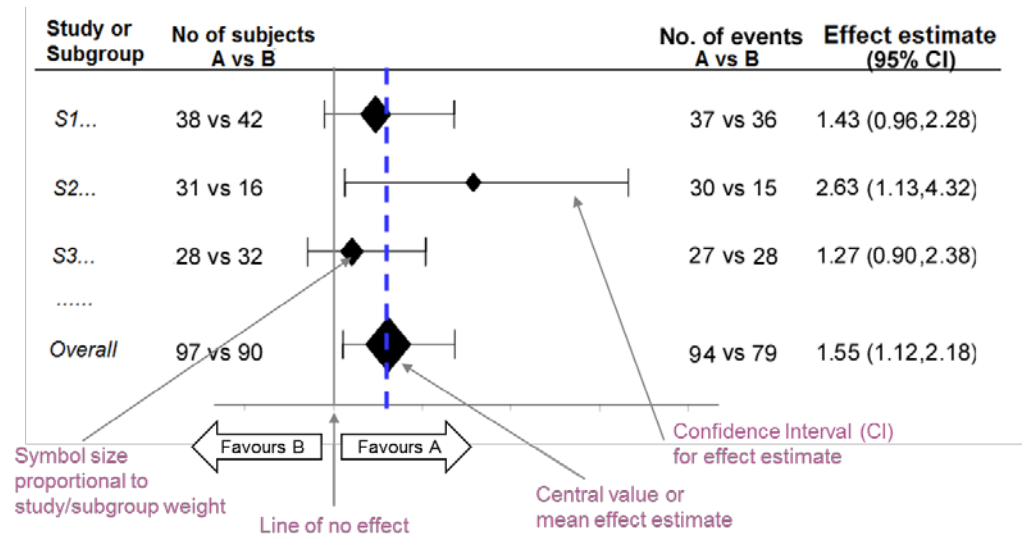 Study or
Subgroup
No of subjects
A vs B
No. of events
A vs B
Effect estimate
(95% CI)
S1...
38 vs 42
37 vs 36
1.43 (0.96,2.28)
S2...
31 vs 16
30 vs 15
2.63 (1.13,4.32)
S3...
28 vs 32
27 vs 28
1.27 (0.90,2.38)
......
Overall
97 vs 90
94 vs 79
1.55 (1.12,2.18)
Favours B
Favours A
Symbol size
proportional to
study/subgroup weight
Line of no effect
Central value or
mean effect estimate
Confidence Interval (CI)
for effect estimate